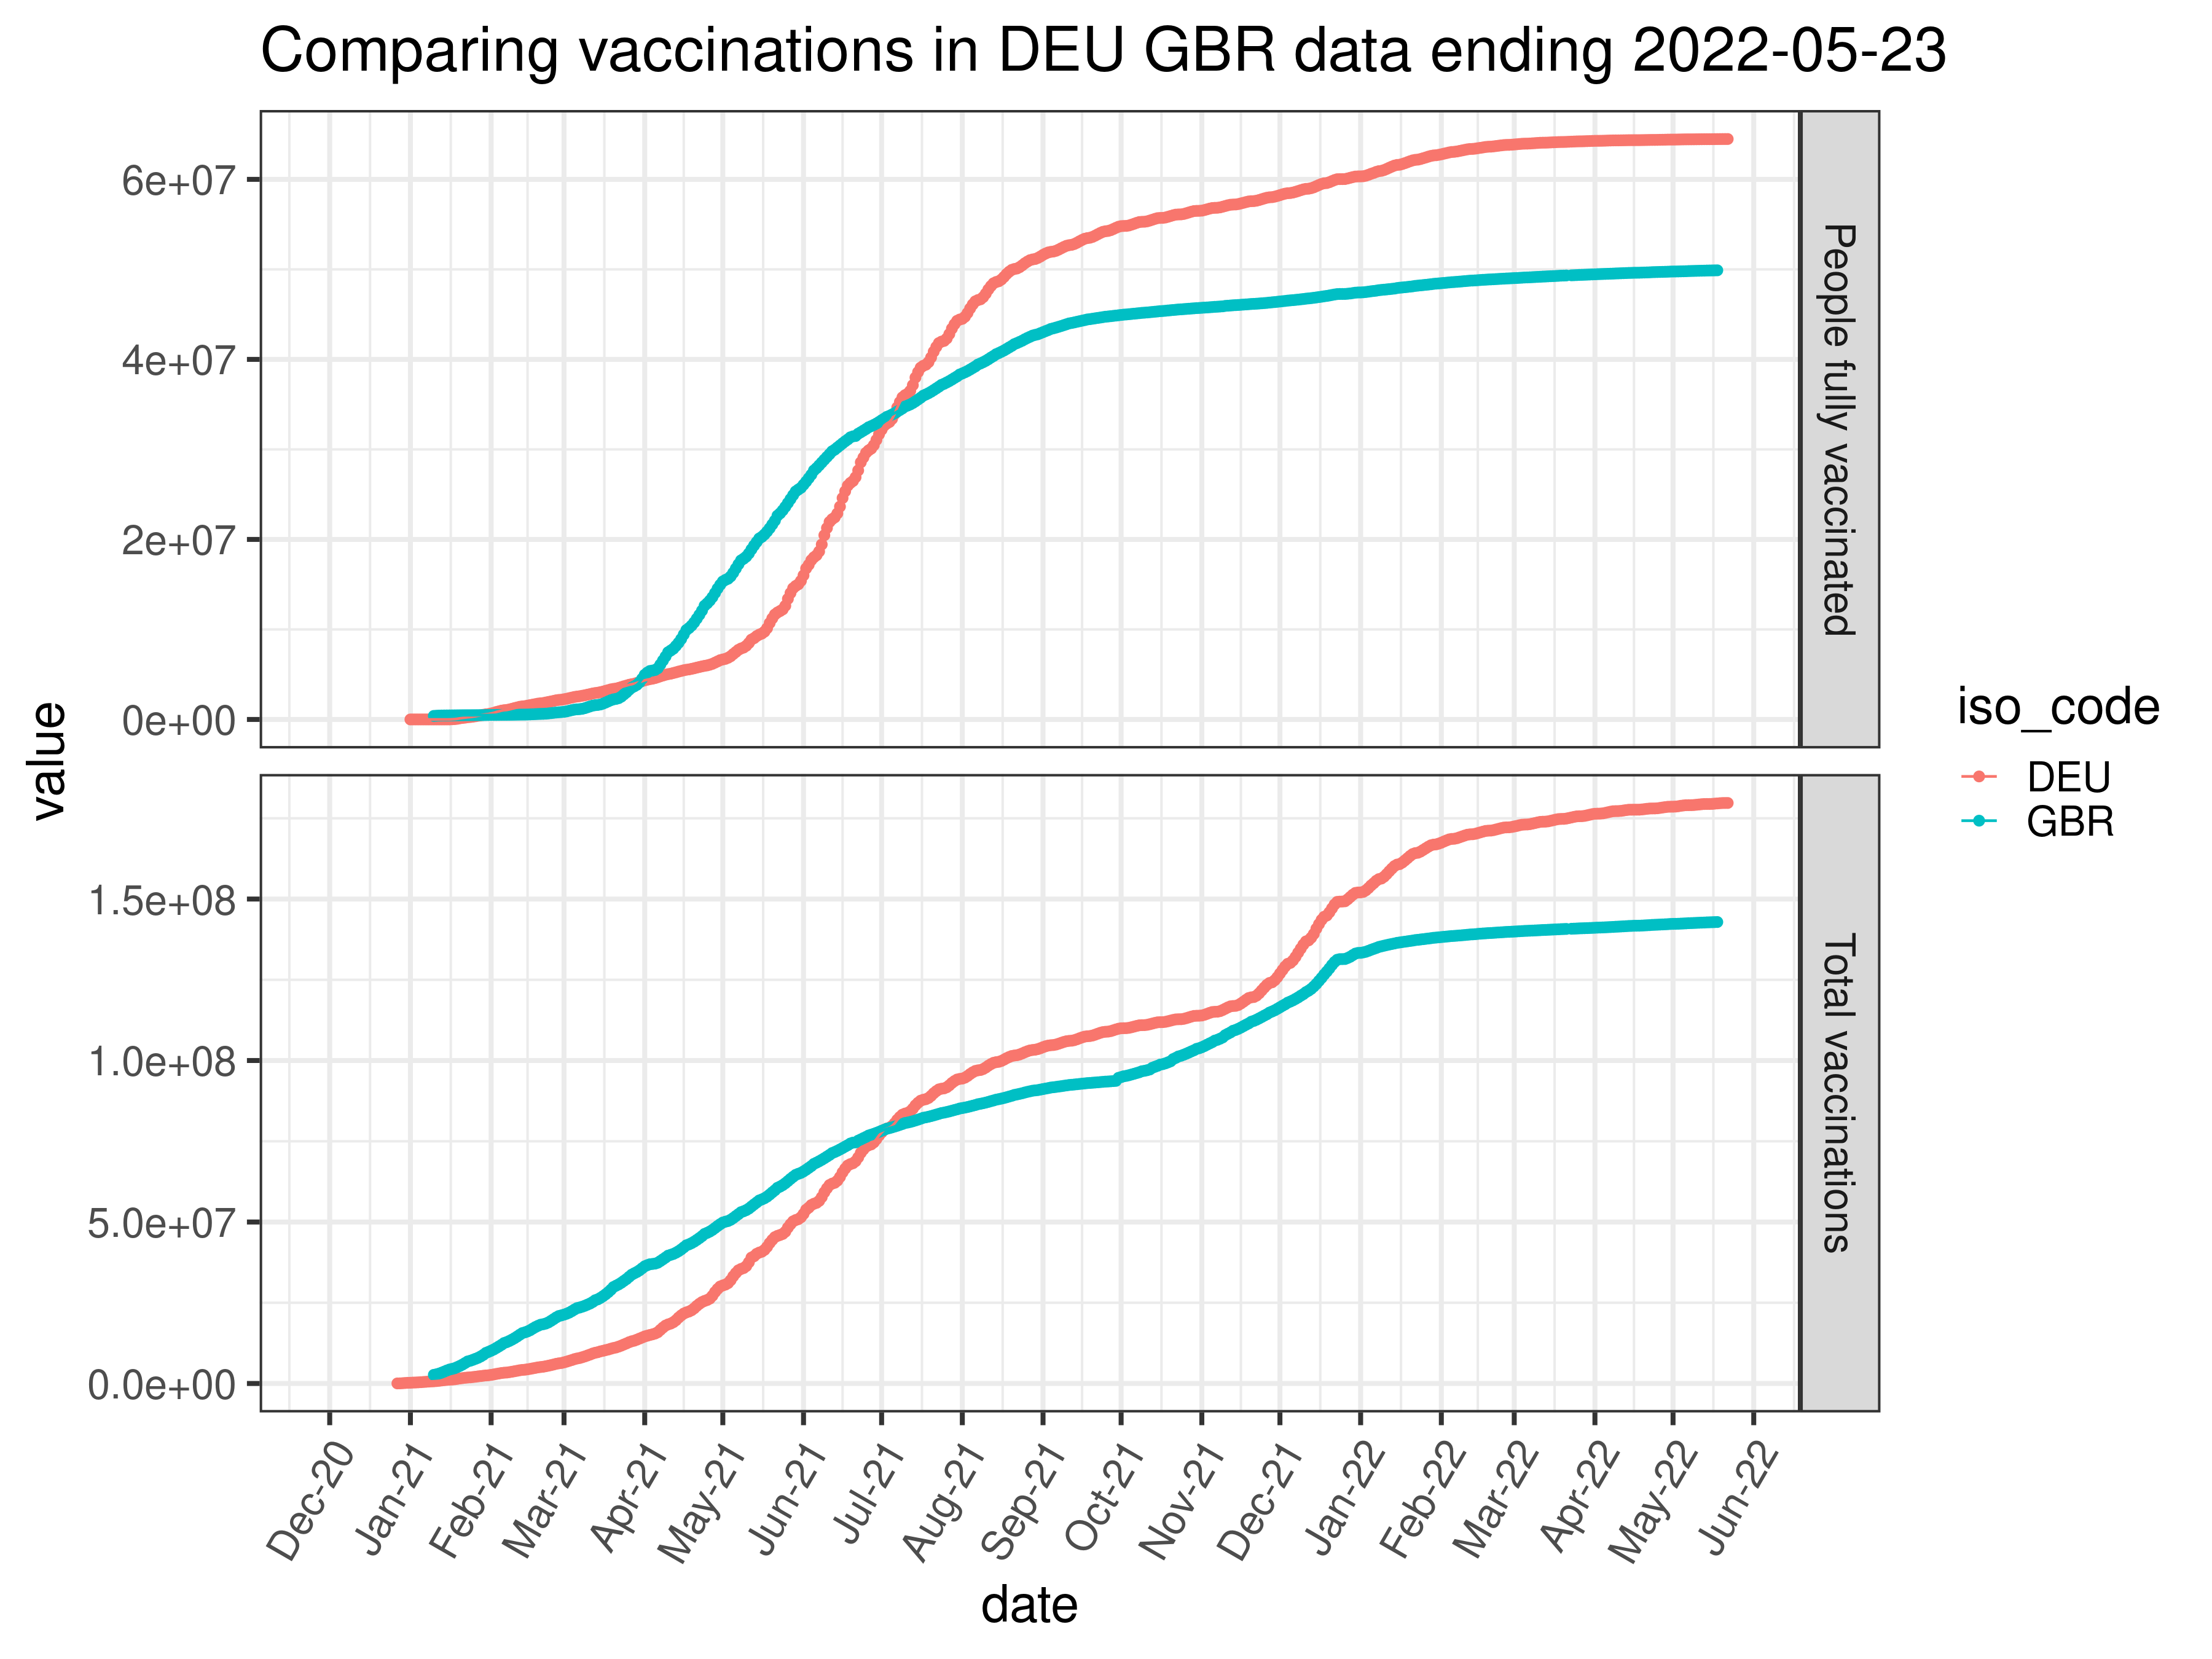 Comparing vaccinations in DEU GBR data ending 2022-05-23
value
6e+07
4e+07
2e+07
0e+00
People fully vaccinated
1.5e+08
1.0e+08
5.0e+07
0.0e+00
Total vaccinations
Dec-20
Jan-21
Feb-21
Mar-21
Apr-21
May-21
Jun-21
Jul-21
Aug-21
Sep-21
Oct-21
Nov-21
Dec-21
Jan-22
Feb-22
Mar-22
Apr-22
May-22
Jun-22
date
iso_code
DEU
GBR